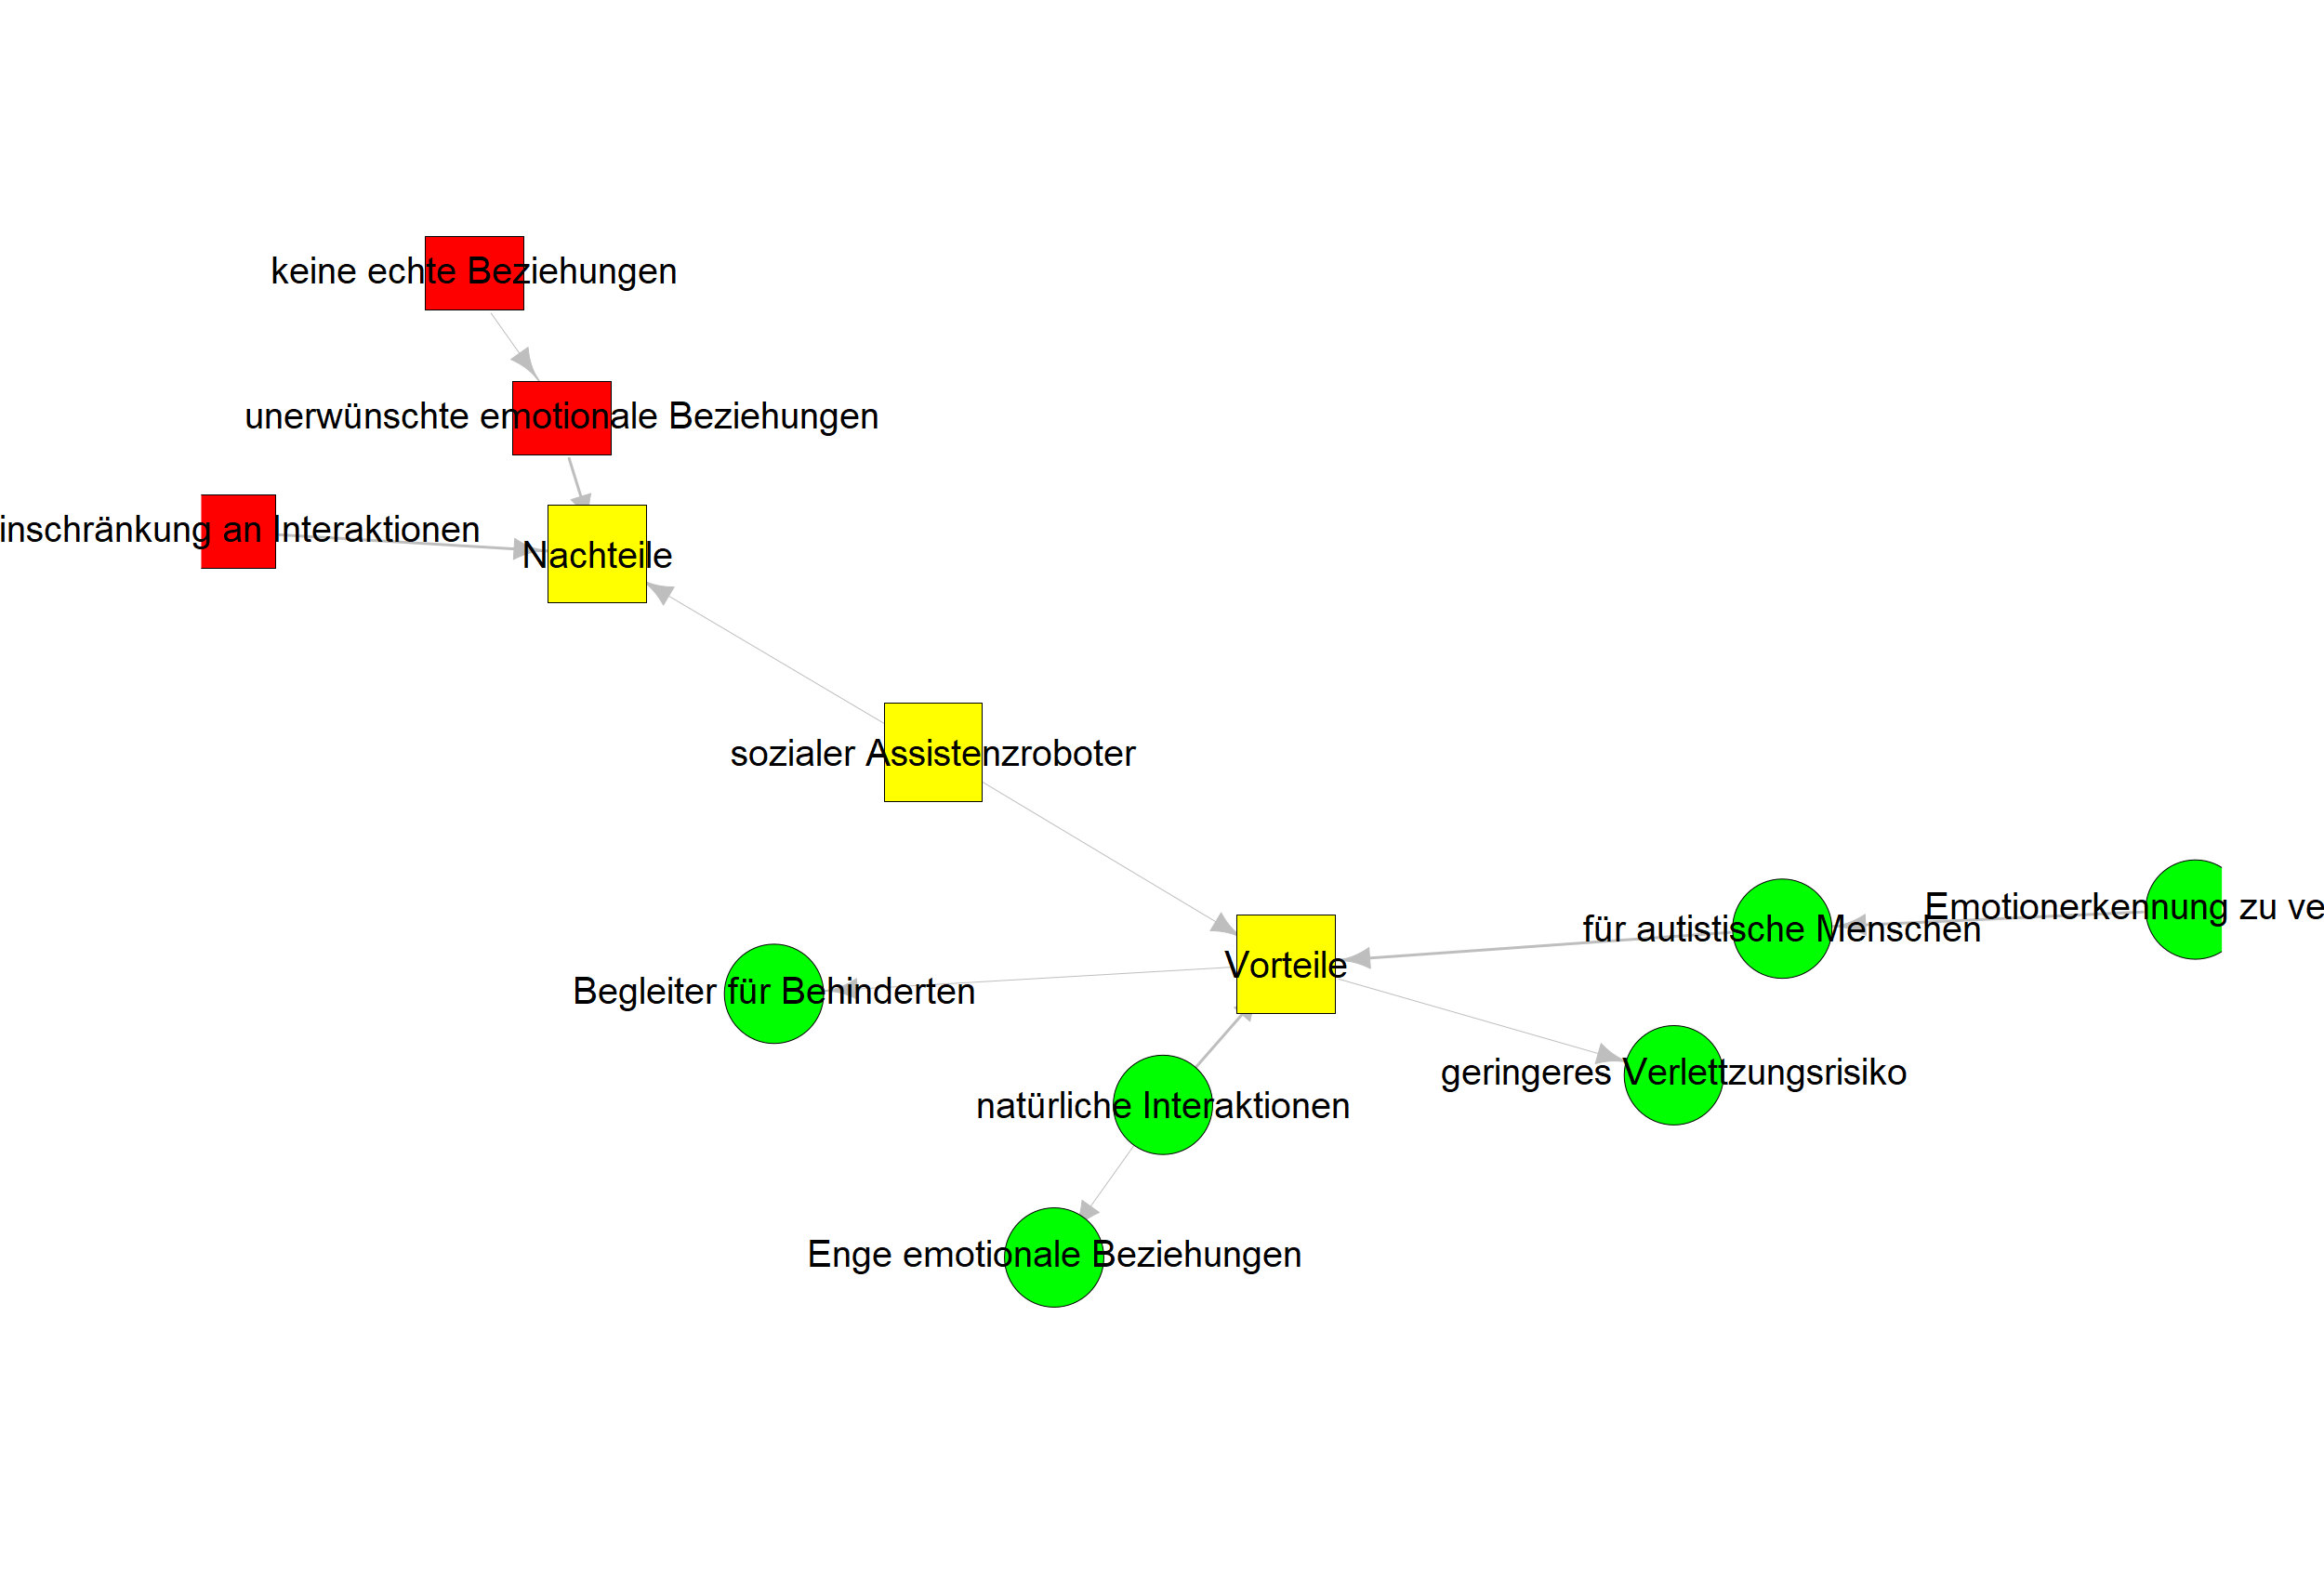 keine echte Beziehungen
unerwünschte emotionale Beziehungen
inschränkung an Interaktionen
Nachteile
sozialer Assistenzroboter
Emotionerkennung zu ve
für autistische Menschen
Vorteile
Begleiter für Behinderten
geringeres Verlettzungsrisiko
natürliche Interaktionen
Enge emotionale Beziehungen